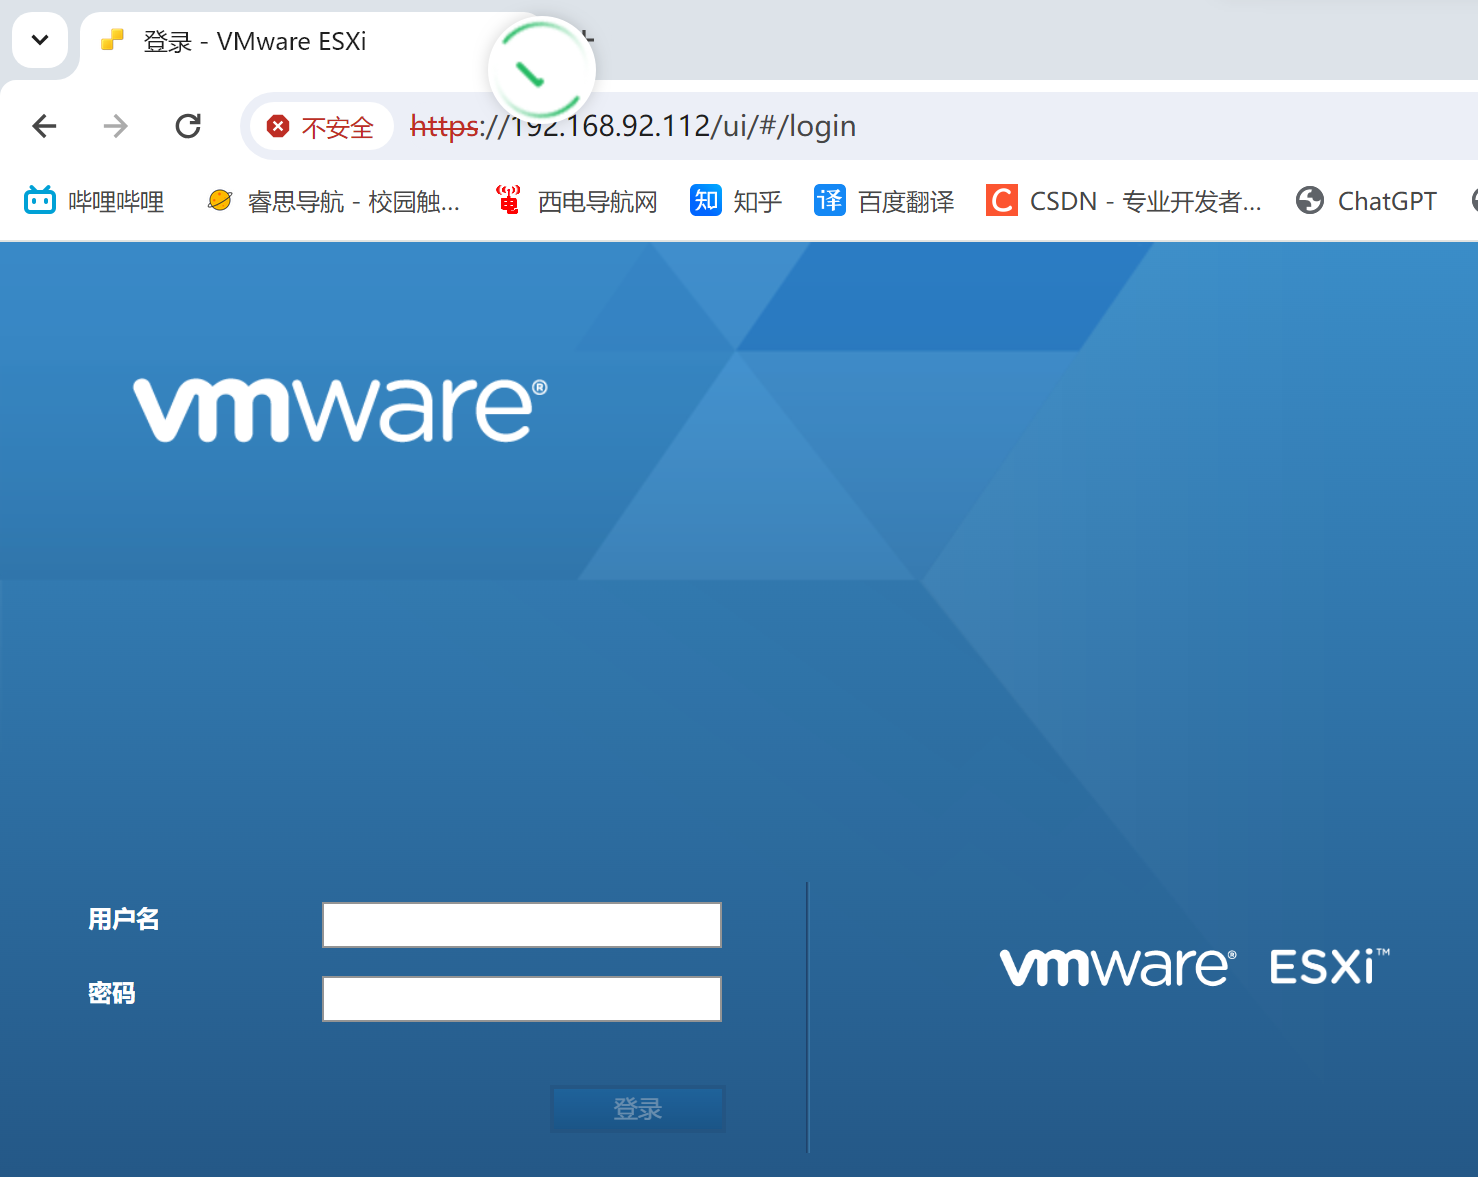 登录 - VMware ESXi
不安全 https://192.168.92.112/ui/#/login
哔哩哔哩 睿思导航 - 校园触... 西电导航网 知 知乎 译 百度翻译 C CSDN - 专业开发者... ChatGPT
vmware®
用户名
密码
登录
vmware® ESXi™